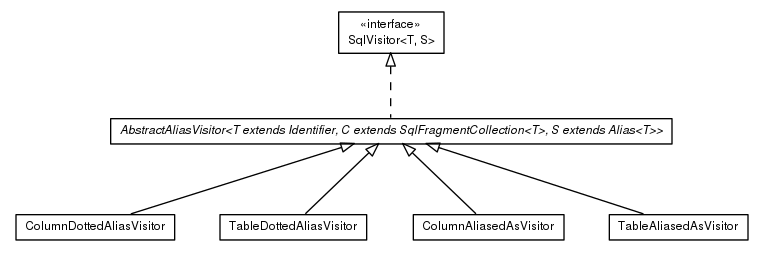 «interface»
SqlVisitor<T, S>
AbstractAliasVisitor<T extends Identifier, C extends SqlFragmentCollection<T>, S extends Alias<T>>
ColumnDottedAliasVisitor
TableDottedAliasVisitor
ColumnAliasedAsVisitor
TableAliasedAsVisitor